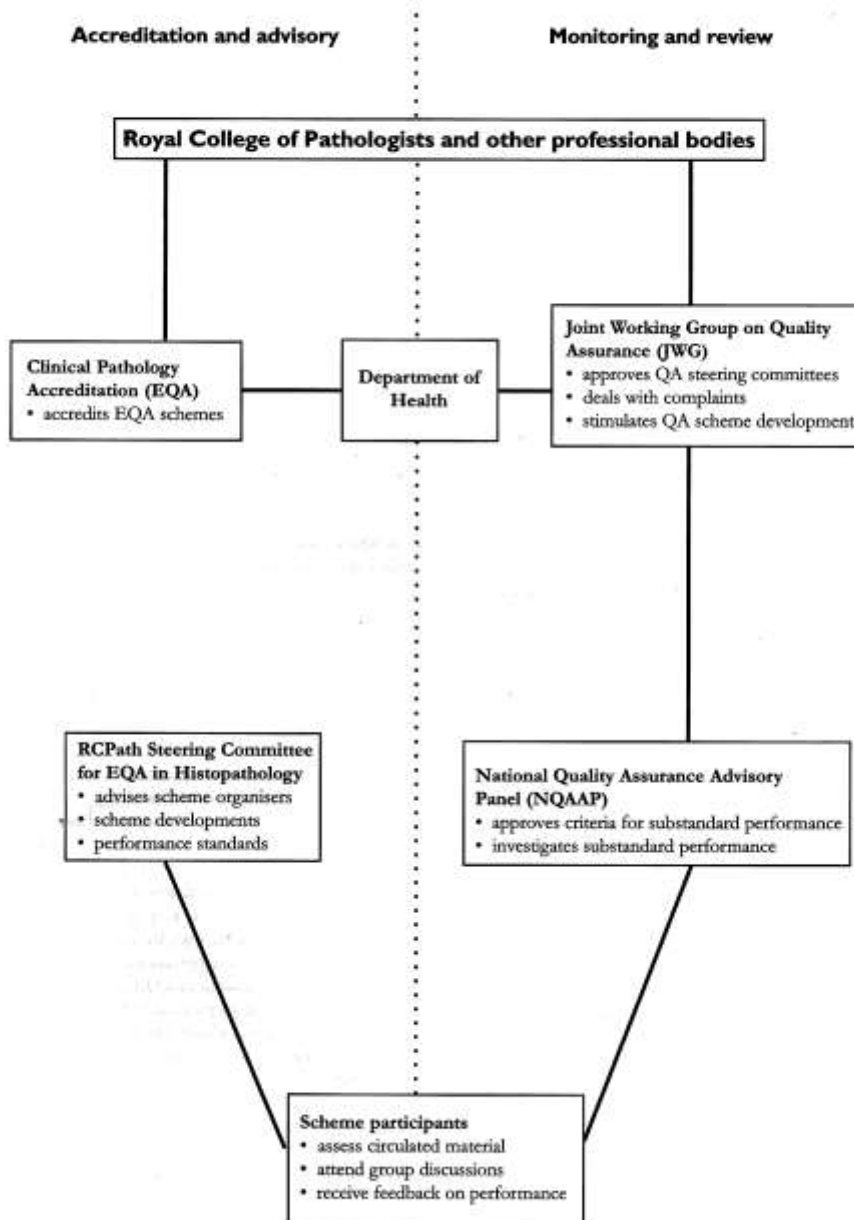 Accreditation and advisory
Monitoring and review
Royal College of Pathologists and other professional bodies
Clinical Pathology
Accreditation (EQA)
• accredits EQA schemes
Department of
Health
Joint Working Group on Quality
Assurance (JWG)
• approves QA steering committees
• deals with complaints
• stimulates QA scheme development
RCPath Steering Committee
for EQA in Histopathology
• advises scheme organisers
• scheme developments
• performance standards
National Quality Assurance Advisory
Panel (NQAAP)
• approves criteria for substandard performance
• investigates substandard performance
Scheme participants
• assess circulated material
• attend group discussions
• receive feedback on performance